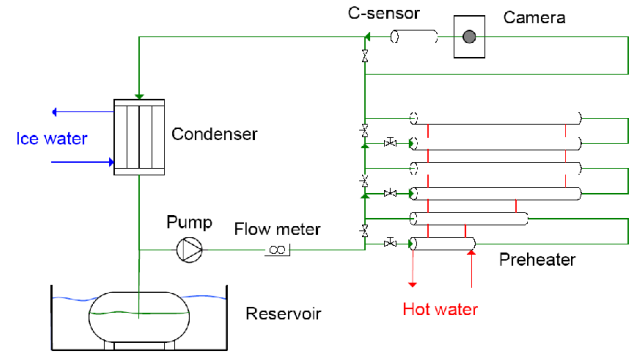 C-sensor
Camera
Ice water
Condenser
Pump
Flow meter
Preheater
Reservoir
Hot water